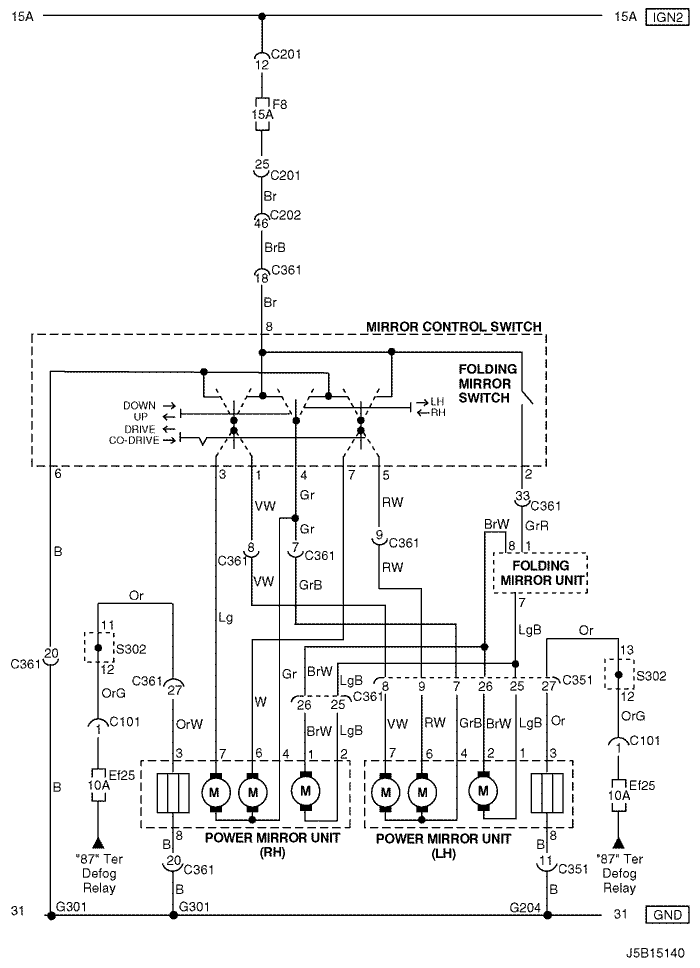 15A 15A IGN2
C201
12
F8
15A
25
C201
Br
C202
46
BrB
C361
18
Br
8
MIRROR CONTROL SWITCH
FOLDING
MIRROR
SWITCH
DOWN
UP
DRIVE
CO-DRIVE
LH
RH
6 3 1 4 7 5 2
VW Gr RW 33 C361
BrW GrR
Gr 9 C361
8 7 8 1
C361 C361
B VW GrB RW
FOLDING
MIRROR UNIT
7
Or Lg LgB Or
11 13
S302 S302
20 12 12
C361 C361 27
Gr BrW LgB
8 9 7 26 25 27 C351
W 26 25 C361
OrG OrG
1 C101 OrW BrW LgB VW RW GrB BrW LgB Or 1 C101
3 7 6 4 1 2 7 6 4 2 1 3
Ef25 Ef25
10A 10A
B M M M M M M
8 8
POWER MIRROR UNIT
(RH)
POWER MIRROR UNIT
(LH)
B B
20 C361 11 C351
B B
"87" Ter
Defog
Relay
"87" Ter
Defog
Relay
31 G301 G301 G204 31 GND
J5B15140